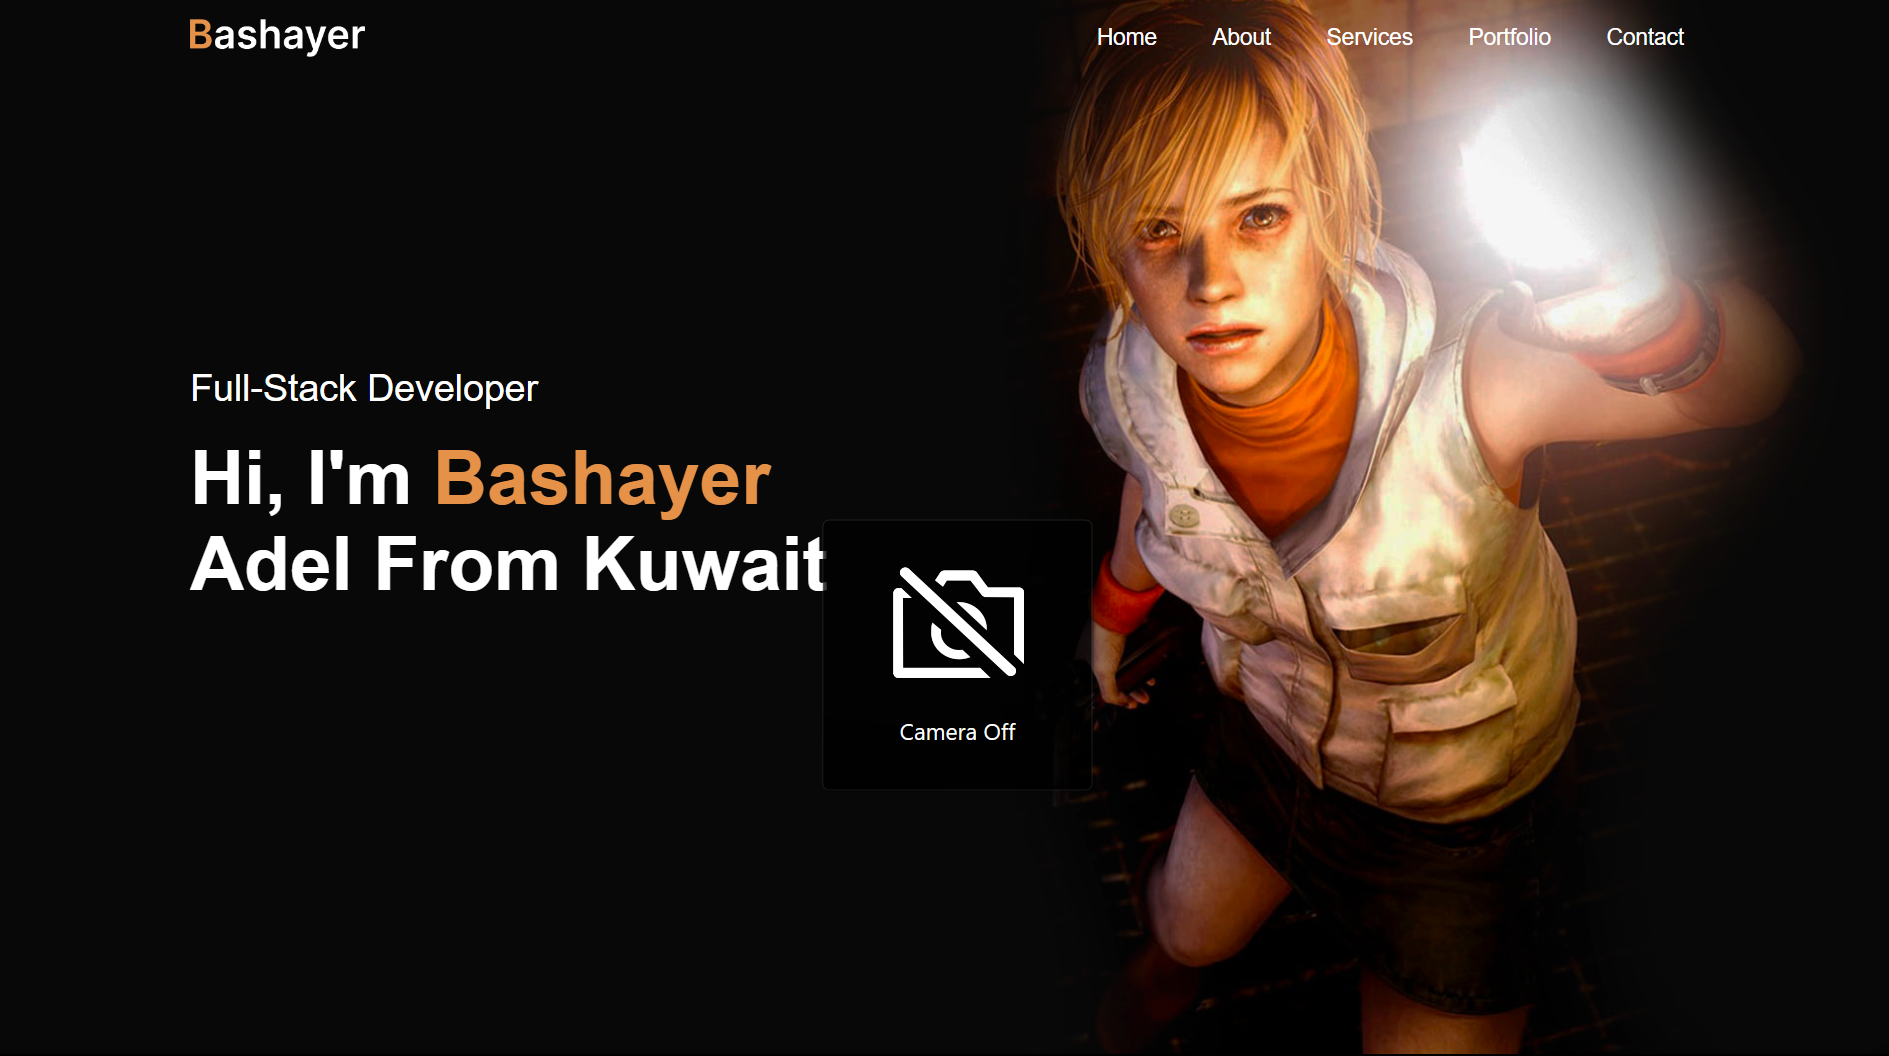 Bashayer
Home About Services Portfolio Contact
Full-Stack Developer
Hi, I'm Bashayer
Adel From Kuwait
Camera Off